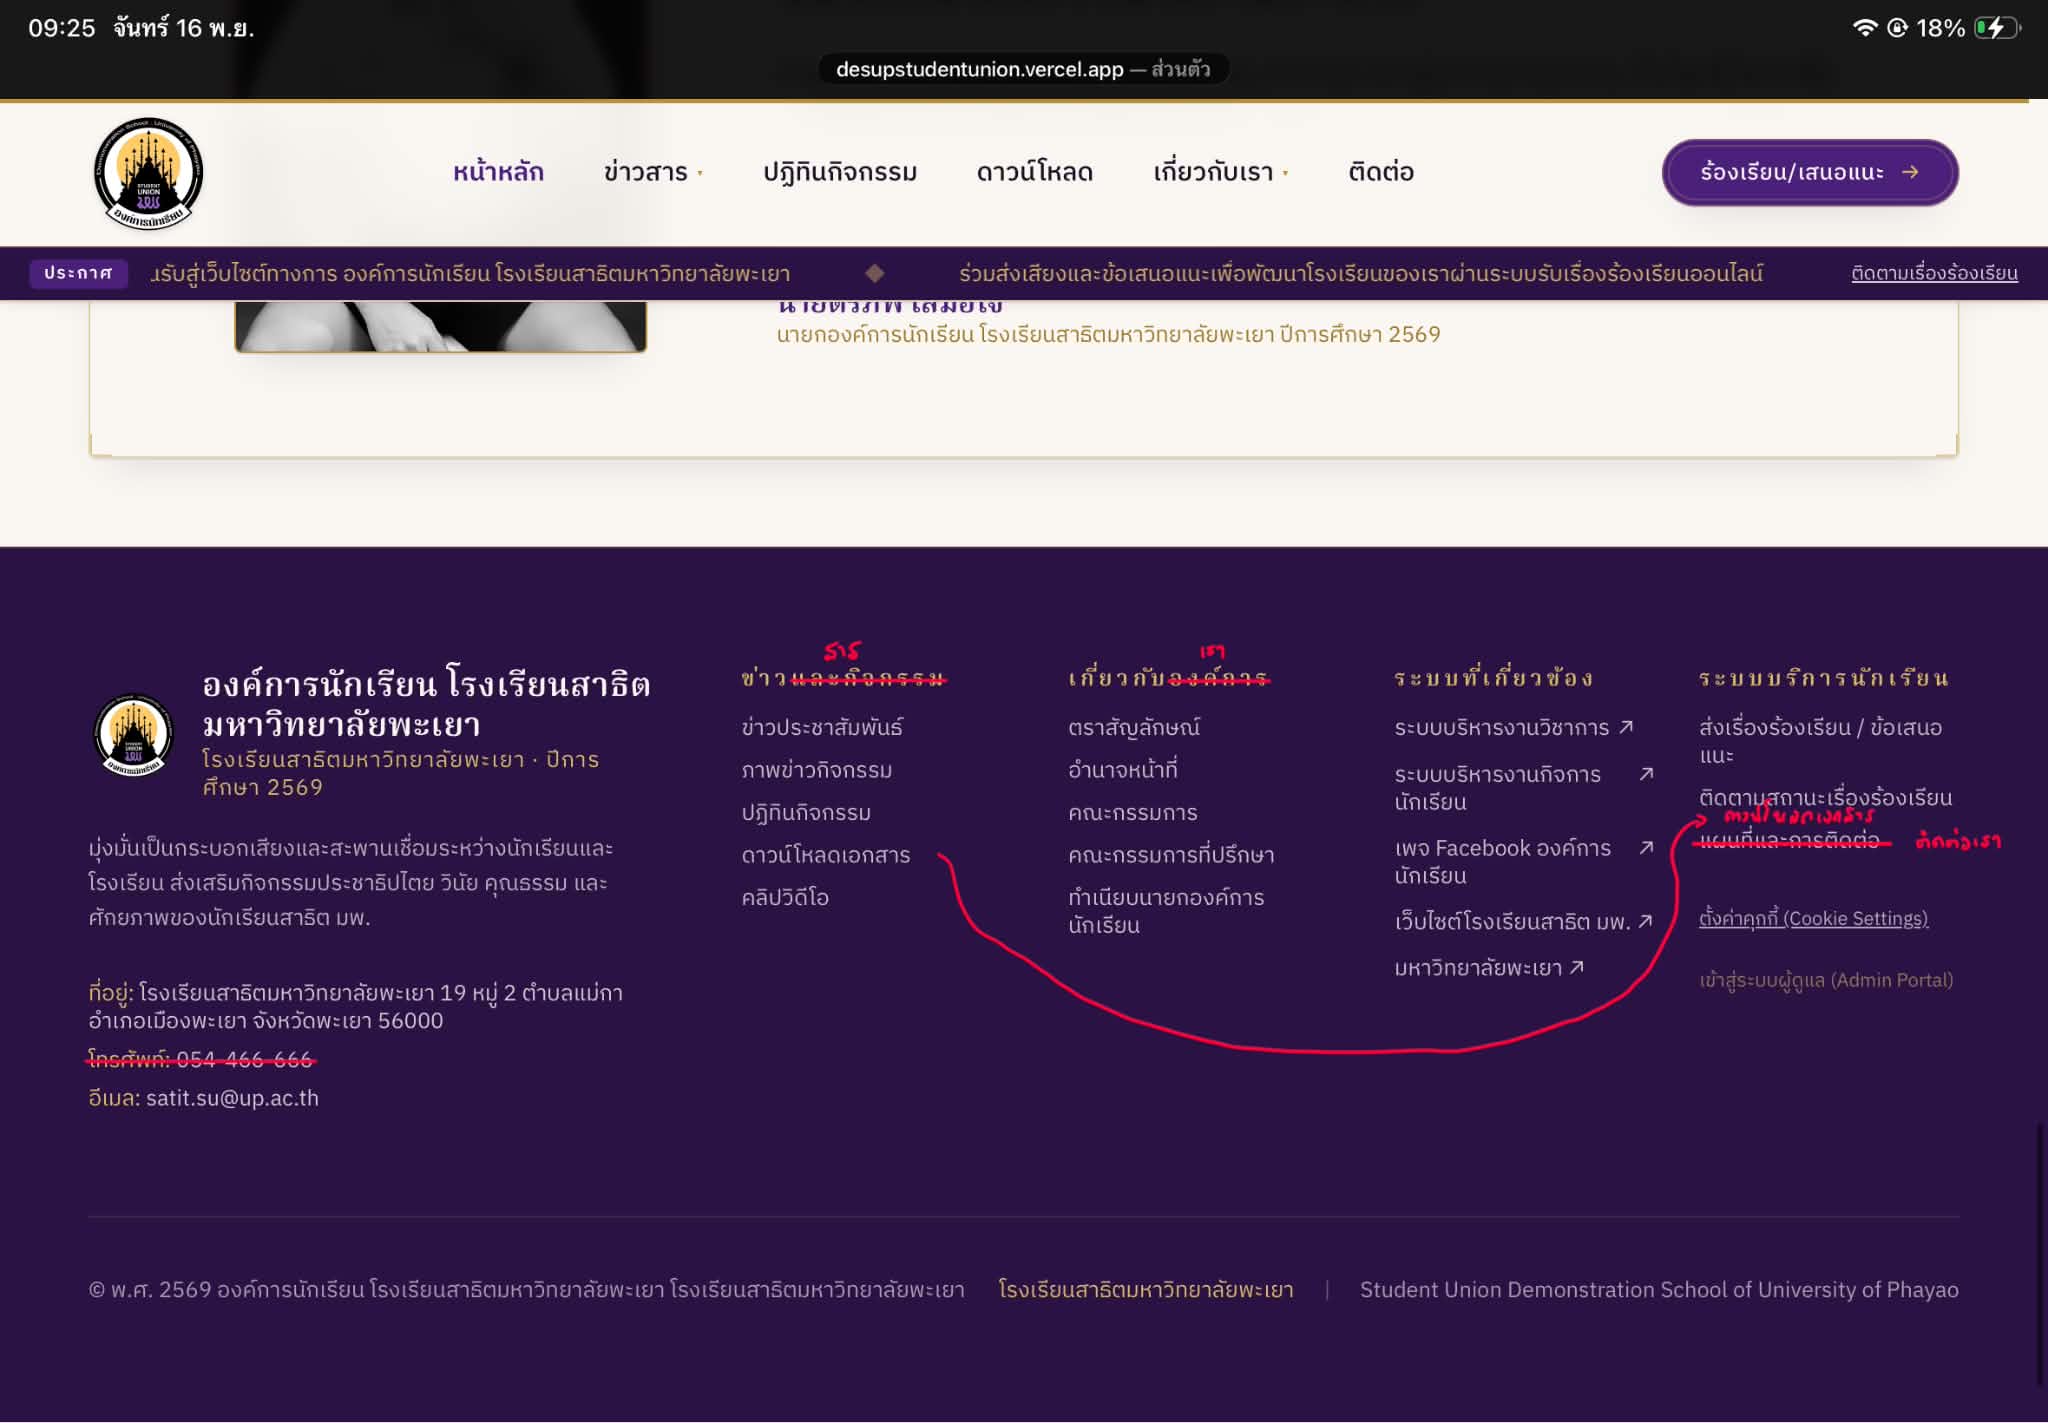 09:25 จันทร์ 16 พ.ย.
18%
desupstudentunion.vercel.app — ส่วนตัว
STUDENT UNION
องค์การนักเรียน
หน้าหลัก
ข่าวสาร
ปฏิทินกิจกรรม
ดาวน์โหลด
เกี่ยวกับเรา
ติดต่อ
ร้องเรียน/เสนอแนะ →
ประกาศ
นรับสู่เว็บไซต์ทางการ องค์การนักเรียน โรงเรียนสาธิตมหาวิทยาลัยพะเยา
ร่วมส่งเสียงและข้อเสนอแนะเพื่อพัฒนาโรงเรียนของเราผ่านระบบรับเรื่องร้องเรียนออนไลน์
ติดตามเรื่องร้องเรียน
นายกองค์การนักเรียน โรงเรียนสาธิตมหาวิทยาลัยพะเยา ปีการศึกษา 2569
องค์การนักเรียน โรงเรียนสาธิต
มหาวิทยาลัยพะเยา
โรงเรียนสาธิตมหาวิทยาลัยพะเยา · ปีการ
ศึกษา 2569
มุ่งมั่นเป็นกระบอกเสียงและสะพานเชื่อมระหว่างนักเรียนและ
โรงเรียน ส่งเสริมกิจกรรมประชาธิปไตย วินัย คุณธรรม และ
ศักยภาพของนักเรียนสาธิต มพ.
ที่อยู่: โรงเรียนสาธิตมหาวิทยาลัยพะเยา 19 หมู่ 2 ตำบลแม่กา
อำเภอเมืองพะเยา จังหวัดพะเยา 56000
โทรศัพท์: 054-466-666
อีเมล: satit.su@up.ac.th
สาร
ข่าวและกิจกรรม
ข่าวประชาสัมพันธ์
ภาพข่าวกิจกรรม
ปฏิทินกิจกรรม
ดาวน์โหลดเอกสาร
คลิปวิดีโอ
เรา
เกี่ยวกับองค์การ
ตราสัญลักษณ์
อำนาจหน้าที่
คณะกรรมการ
คณะกรรมการที่ปรึกษา
ทำเนียบนายกองค์การ
นักเรียน
ระบบที่เกี่ยวข้อง
ระบบบริหารงานวิชาการ ↗
ระบบบริหารงานกิจการ ↗
นักเรียน
เพจ Facebook องค์การ ↗
นักเรียน
เว็บไซต์โรงเรียนสาธิต มพ. ↗
มหาวิทยาลัยพะเยา ↗
ระบบบริการนักเรียน
ส่งเรื่องร้องเรียน / ข้อเสนอ
แนะ
ติดตามสถานะเรื่องร้องเรียน
ดาวน์โหลดเอกสาร
แผนที่และการติดต่อ
ติดต่อเรา
ตั้งค่าคุกกี้ (Cookie Settings)
เข้าสู่ระบบผู้ดูแล (Admin Portal)
© พ.ศ. 2569 องค์การนักเรียน โรงเรียนสาธิตมหาวิทยาลัยพะเยา โรงเรียนสาธิตมหาวิทยาลัยพะเยา
โรงเรียนสาธิตมหาวิทยาลัยพะเยา | Student Union Demonstration School of University of Phayao